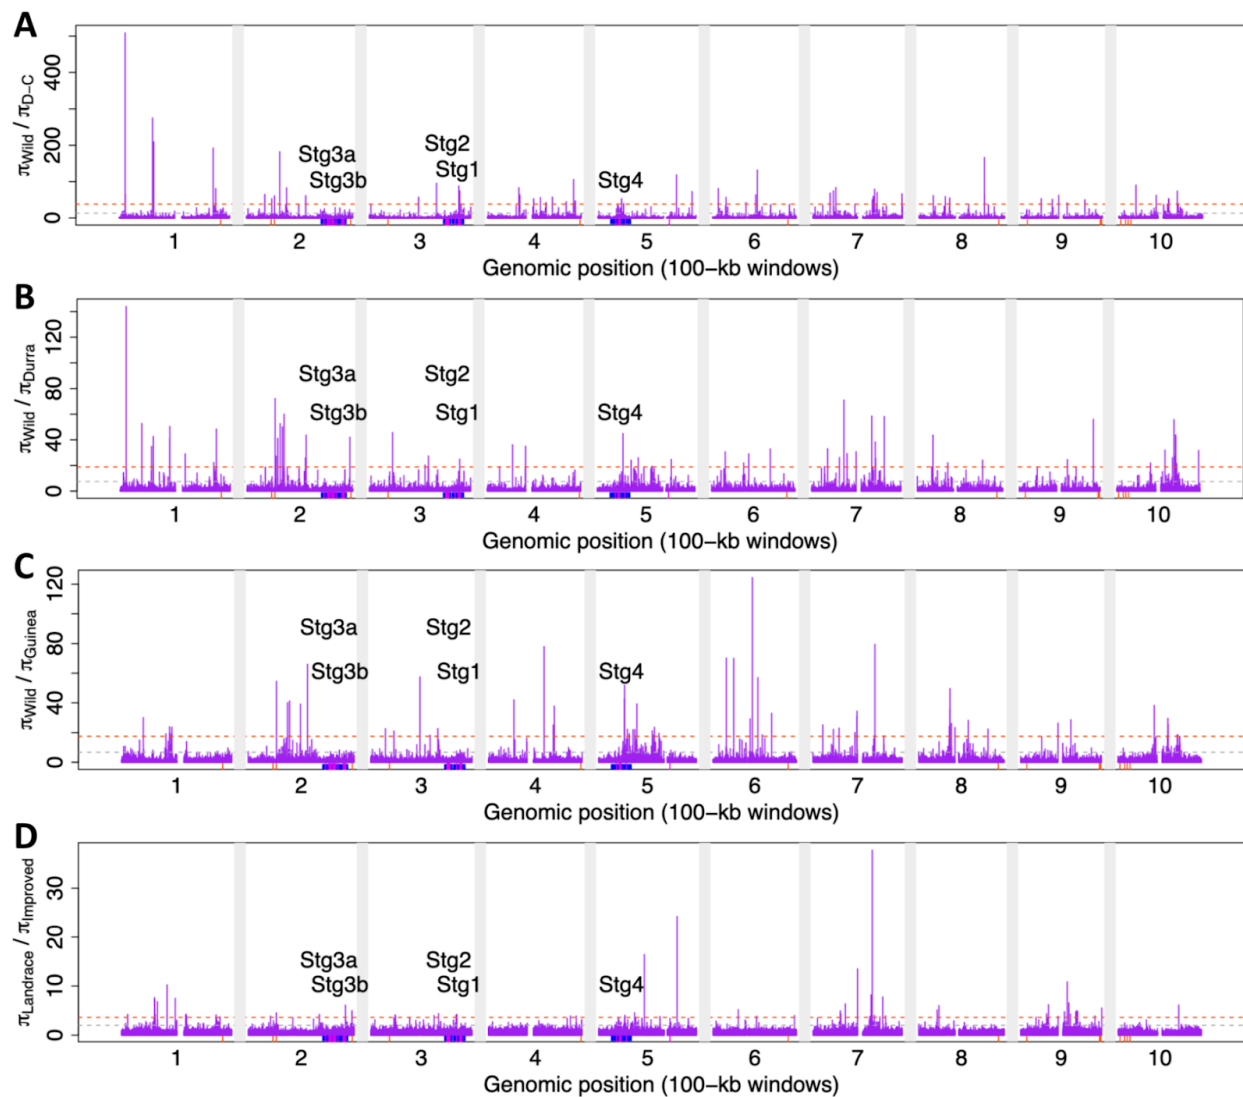 A
πWild / πD−C
0 200 400
Stg3a
Stg3b
Stg2
Stg1
Stg4
1 2 3 4 5 6 7 8 9 10
Genomic position (100−kb windows)
B
πWild / πDurra
0 40 80 120
Stg3a
Stg3b
Stg2
Stg1
Stg4
1 2 3 4 5 6 7 8 9 10
Genomic position (100−kb windows)
C
πWild / πGuinea
0 40 80 120
Stg3a
Stg3b
Stg2
Stg1
Stg4
1 2 3 4 5 6 7 8 9 10
Genomic position (100−kb windows)
D
πLandrace / πImproved
0 10 20 30
Stg3a
Stg3b
Stg2
Stg1
Stg4
1 2 3 4 5 6 7 8 9 10
Genomic position (100−kb windows)